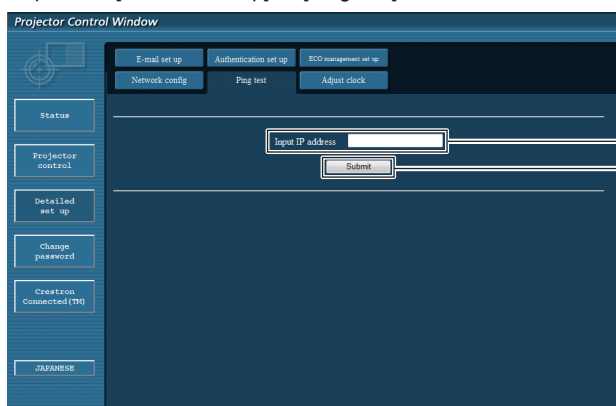 Projector Control Window
E-mail set up
Authentication set up
ECO management set up
Network config
Ping test
Adjust clock
Status
Input IP address
Submit
Projector
control
Detailed
set up
Change
password
Crestron
Connected(TM)
JAPANESE